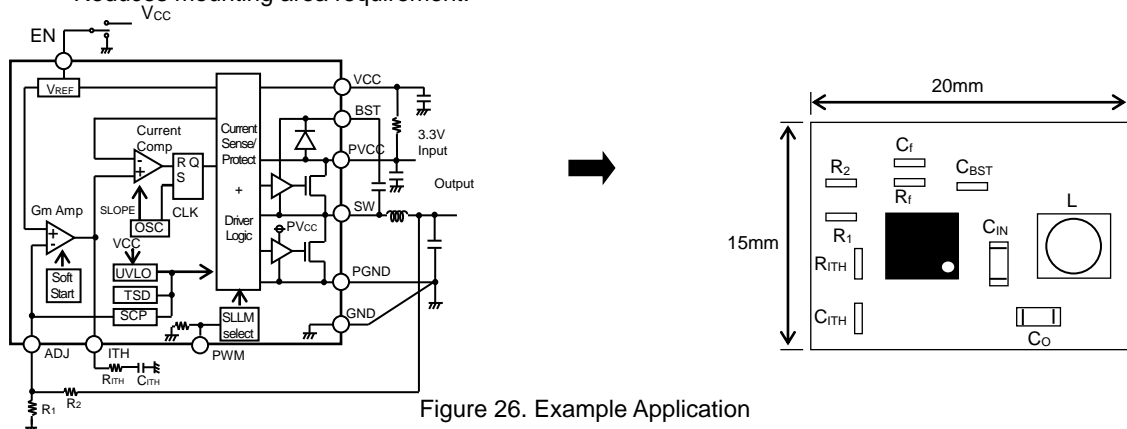 Reduces mounting area requirement.
VCC
EN
VREF
VCC
BST
Current
Comp
Current
Sense/
Protect
+
Driver
Logic
3.3V
Input
PVCC
R Q
S
CLK
Output
Gm Amp
SLOPE
OSC
SW
VCC
PVCC
UVLO
Soft
Start
TSD
PGND
SCP
SLLM
select
GND
ADJ
ITH
PWM
RITH
CITH
R1
R2
20mm
15mm
Cf
R2
CBST
Rf
L
R1
CIN
RITH
CITH
CO
Figure 26. Example Application